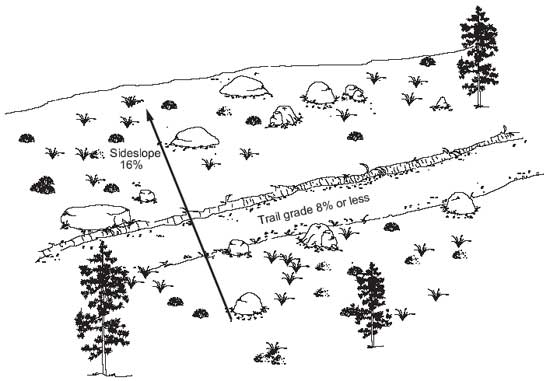 Sideslope
16%
Trail grade 8% or less